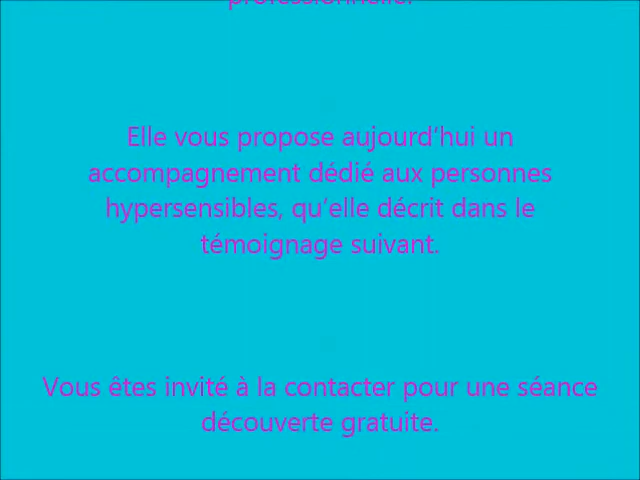 professionnelle.
Elle vous propose aujourd’hui un
accompagnement dédié aux personnes
hypersensibles, qu’elle décrit dans le
témoignage suivant.
Vous êtes invité à la contacter pour une séance
découverte gratuite.